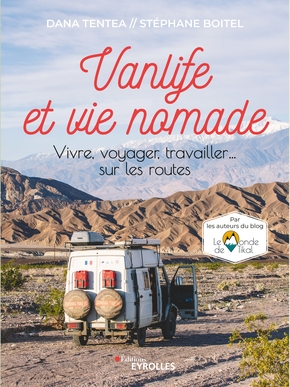 DANA TENTEA // STÉPHANE BOITEL
Vanlife
et vie nomade
Vivre, voyager, travailler...
sur les routes
Par
les auteurs du blog
Le Monde
de Tikal
Éditions
EYROLLES